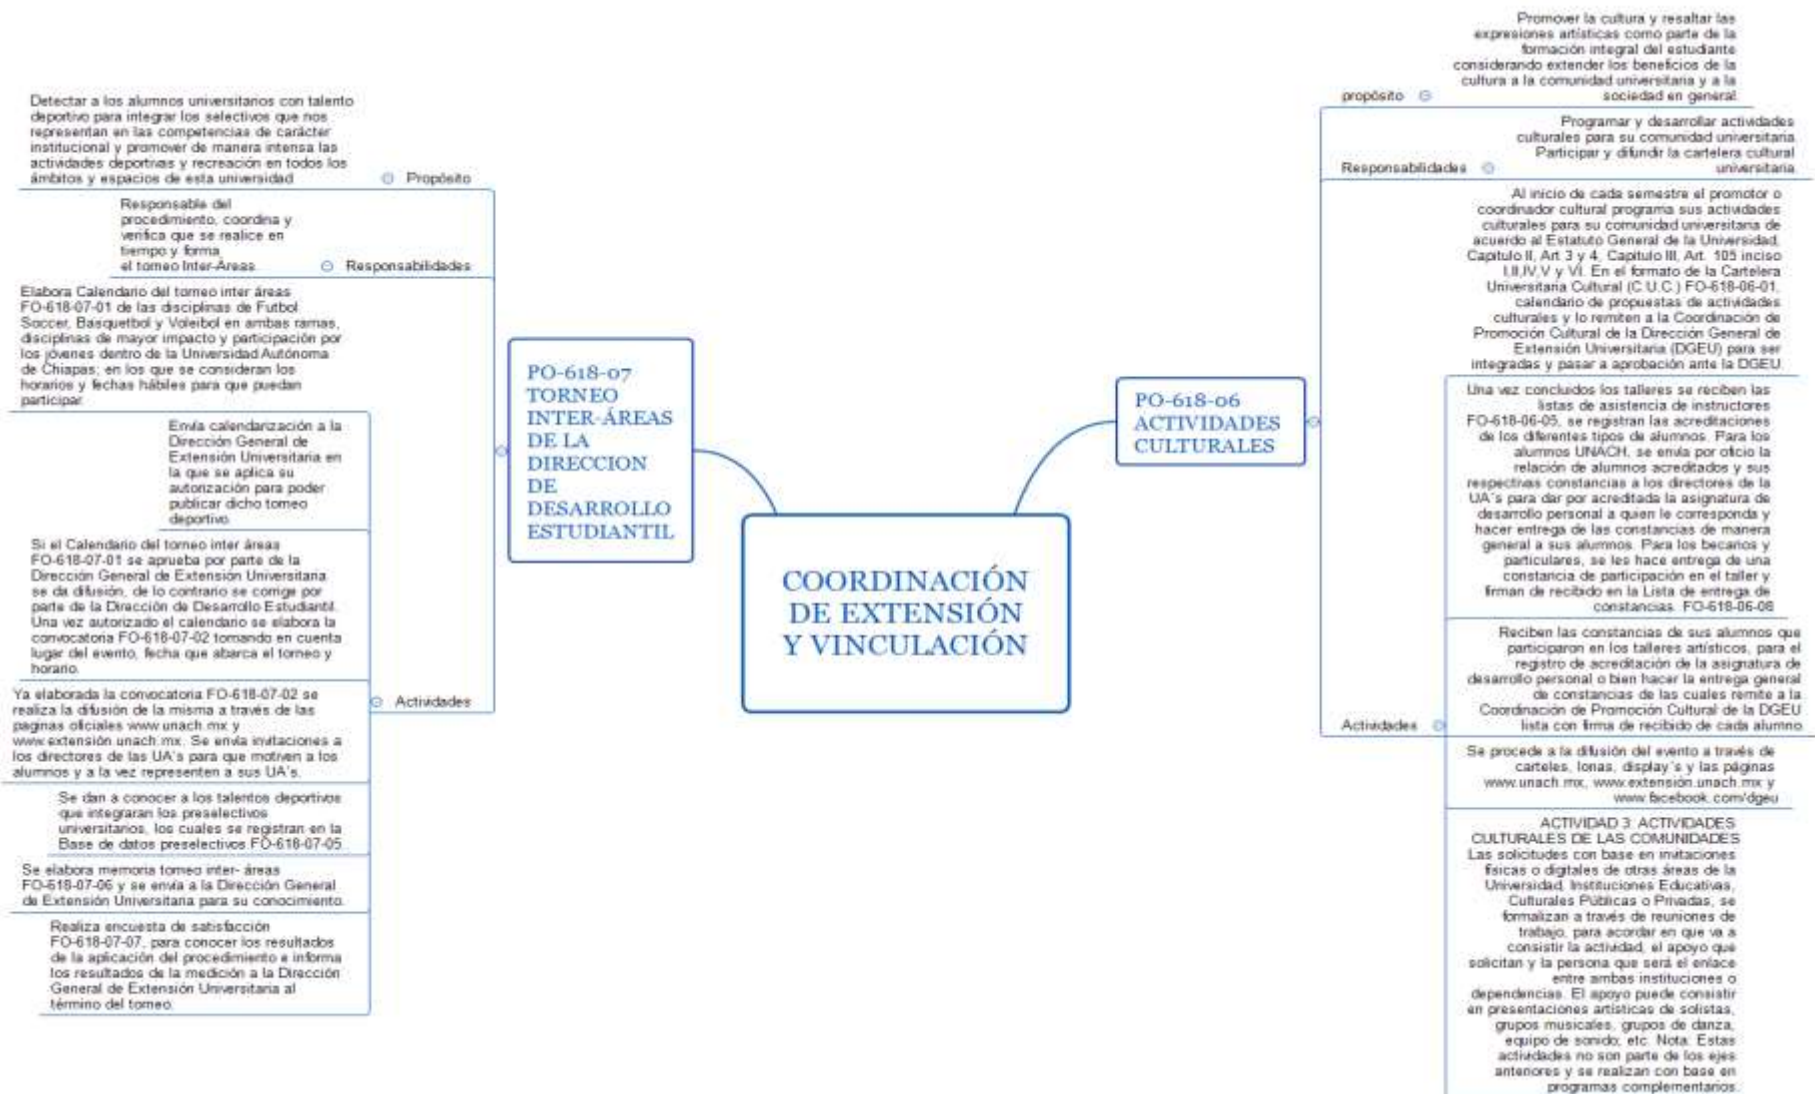 COORDINACIÓN
DE EXTENSIÓN
Y VINCULACIÓN
PO-618-07
TORNEO
INTER-ÁREAS
DE LA
DIRECCION
DE
DESARROLLO
ESTUDIANTIL
Propósito
Detectar a los alumnos universitarios con talento
deportivo para integrar los selectivos que nos
representan en las competencias de carácter
institucional y promover de manera intensa las
actividades deportivas y recreación en todos los
ámbitos y espacios de esta universidad
Responsabilidades
Responsable del
procedimiento, coordina y
verifica que se realice en
tiempo y forma
el torneo Inter-Áreas.
Actividades
Elabora Calendario del torneo inter áreas
FO-618-07-01 de las disciplinas de Futbol
Soccer, Basquetbol y Voleibol en ambas ramas,
disciplinas de mayor impacto y participación por
los jóvenes dentro de la Universidad Autónoma
de Chiapas; en los que se consideran los
horarios y fechas hábiles para que puedan
participar.
Envía calendarización a la
Dirección General de
Extensión Universitaria en
la que se aplica su
autorización para poder
publicar dicho torneo
deportivo.
Si el Calendario del torneo inter áreas
FO-618-07-01 se aprueba por parte de la
Dirección General de Extensión Universitaria
se da difusión, de lo contrario se corrige por
parte de la Dirección de Desarrollo Estudiantil.
Una vez autorizado el calendario se elabora la
convocatoria FO-618-07-02 tomando en cuenta
lugar del evento, fecha que abarca el torneo y
horario.
Ya elaborada la convocatoria FO-618-07-02 se
realiza la difusión de la misma a través de las
paginas oficiales www.unach.mx y
www.extensión.unach.mx. Se envía invitaciones a
los directores de las UA's para que motiven a los
alumnos y a la vez representen a sus UA's.
Se dan a conocer a los talentos deportivos
que integraran los preselectivos
universitarios, los cuales se registran en la
Base de datos preselectivos FO-618-07-05
Se elabora memoria torneo inter- áreas
FO-618-07-06 y se envía a la Dirección General
de Extensión Universitaria para su conocimiento.
Realiza encuesta de satisfacción
FO-618-07-07, para conocer los resultados
de la aplicación del procedimiento e informa
los resultados de la medición a la Dirección
General de Extensión Universitaria al
término del torneo.
PO-618-06
ACTIVIDADES
CULTURALES
propósito
Promover la cultura y resaltar las
expresiones artísticas como parte de la
formación integral del estudiante
considerando extender los beneficios de la
cultura a la comunidad universitaria y a la
sociedad en general.
Responsabilidades
Programar y desarrollar actividades
culturales para su comunidad universitaria.
Participar y difundir la cartelera cultural
universitaria.
Actividades
Al inicio de cada semestre el promotor o
coordinador cultural programa sus actividades
culturales para su comunidad universitaria de
acuerdo al Estatuto General de la Universidad,
Capitulo II, Art 3 y 4, Capitulo III, Art. 105 inciso
I,II,IV,V y VI. En el formato de la Cartelera
Universitaria Cultural (C.U.C.) FO-618-06-01,
calendario de propuestas de actividades
culturales y lo remiten a la Coordinación de
Promoción Cultural de la Dirección General de
Extensión Universitaria (DGEU) para ser
integradas y pasar a aprobación ante la DGEU.
Una vez concluidos los talleres se reciben las
listas de asistencia de instructores
FO-618-06-05, se registran las acreditaciones
de los diferentes tipos de alumnos. Para los
alumnos UNACH, se envía por oficio la
relación de alumnos acreditados y sus
respectivas constancias a los directores de la
UA´s para dar por acreditada la asignatura de
desarrollo personal a quien le corresponda y
hacer entrega de las constancias de manera
general a sus alumnos. Para los becarios y
particulares, se les hace entrega de una
constancia de participación en el taller y
firman de recibido en la Lista de entrega de
constancias. FO-618-06-08
Reciben las constancias de sus alumnos que
participaron en los talleres artísticos, para el
registro de acreditación de la asignatura de
desarrollo personal o bien hacer la entrega general
de constancias de las cuales remite a la
Coordinación de Promoción Cultural de la DGEU
lista con firma de recibido de cada alumno.
Se procede a la difusión del evento a través de
carteles, lonas, display´s y las páginas
www.unach.mx, www.extensión.unach.mx y
www.facebook.com/dgeu
ACTIVIDAD 3: ACTIVIDADES
CULTURALES DE LAS COMUNIDADES
Las solicitudes con base en invitaciones
físicas o digitales de otras áreas de la
Universidad, Instituciones Educativas,
Culturales Públicas o Privadas, se
formalizan a través de reuniones de
trabajo, para acordar en que va a
consistir la actividad, el apoyo que
solicitan y la persona que será el enlace
entre ambas instituciones o
dependencias. El apoyo puede consistir
en presentaciones artísticas de solistas,
grupos musicales, grupos de danza,
equipo de sonido, etc. Nota: Estas
actividades no son parte de los ejes
anteriores y se realizan con base en
programas complementarios.